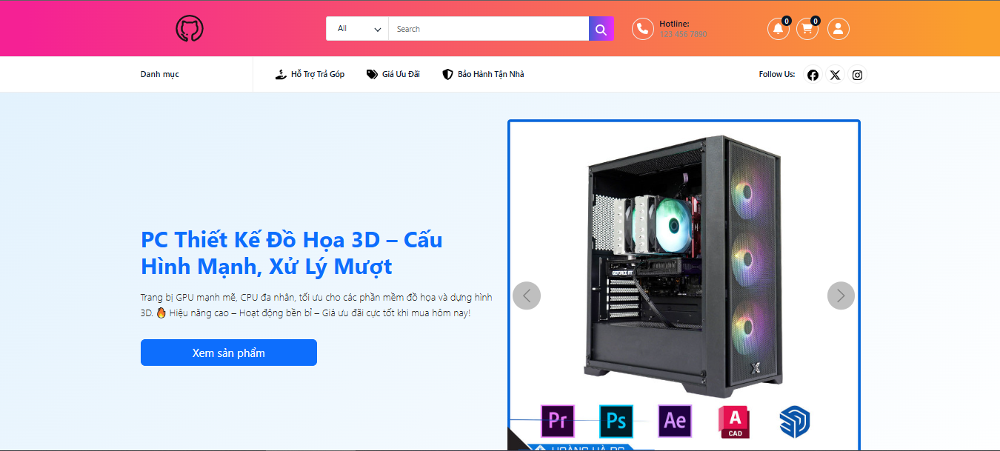 All
Search
Hotline:
123 456 7890
0
0
Danh mục
Hỗ Trợ Trả Góp
Giá Ưu Đãi
Bảo Hành Tận Nhà
Follow Us:
PC Thiết Kế Đồ Họa 3D – Cấu
Hình Mạnh, Xử Lý Mượt
Trang bị GPU mạnh mẽ, CPU đa nhân, tối ưu cho các phần mềm đồ họa và dựng hình
3D. 🔥 Hiệu năng cao – Hoạt động bền bỉ – Giá ưu đãi cực tốt khi mua hôm nay!
Xem sản phẩm
GEFORCE RTX
Pr
Ps
Ae
A
CAD
HOÀNG HÀ PC